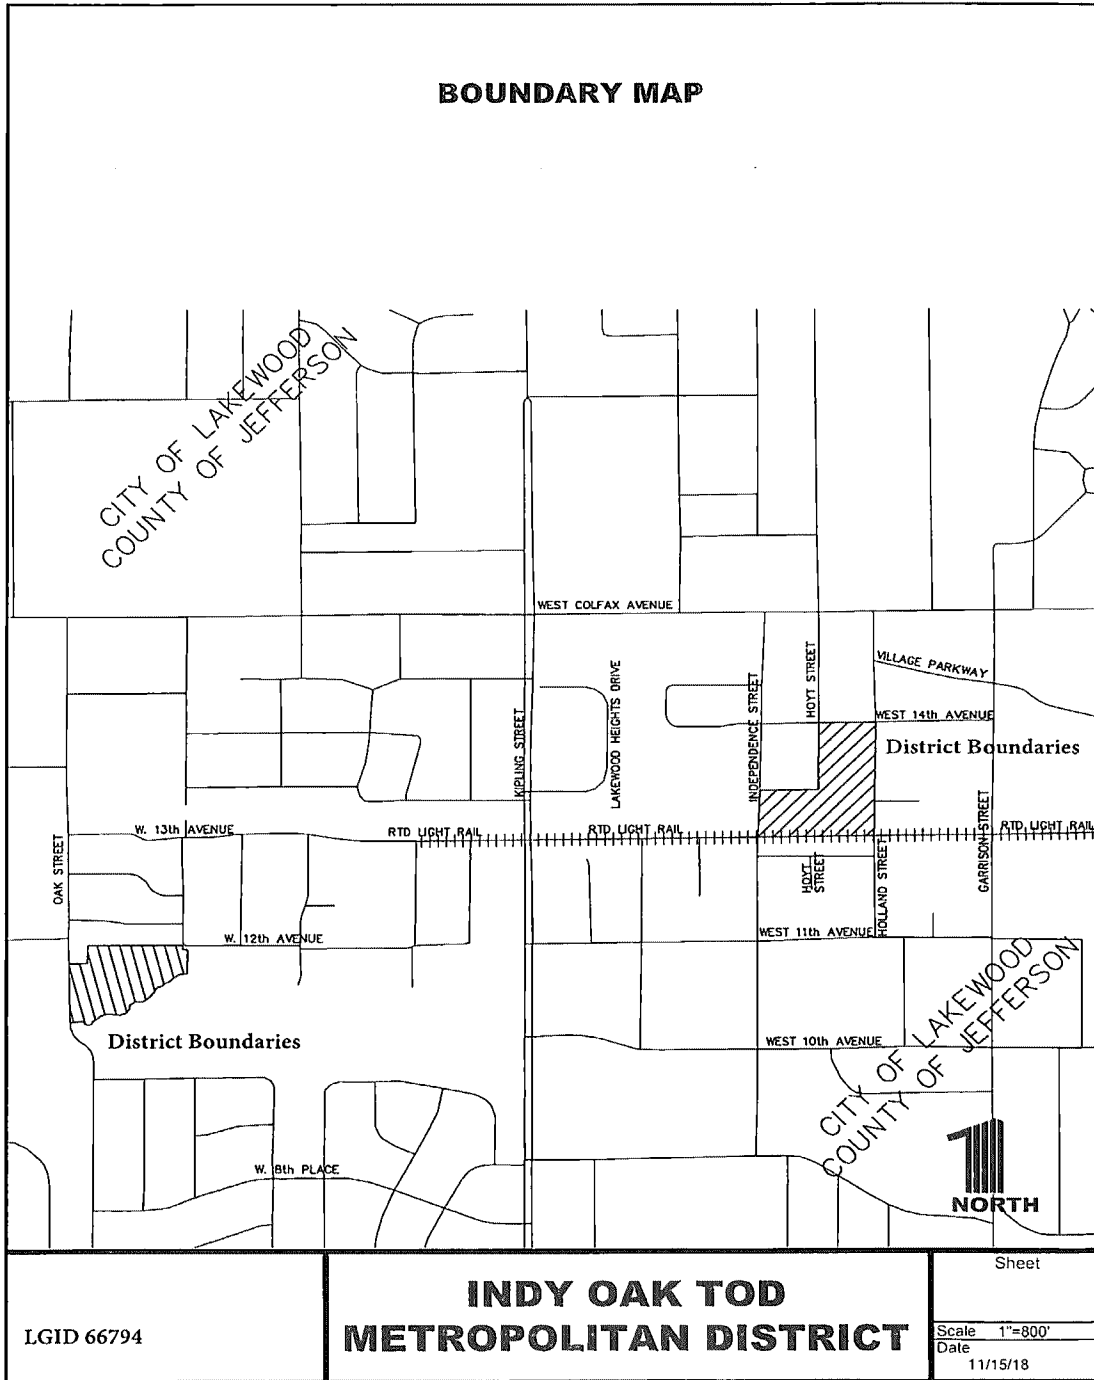 BOUNDARY MAP
CITY OF LAKEWOOD
COUNTY OF JEFFERSON
WEST COLFAX AVENUE
LAKEWOOD HEIGHTS DRIVE
HOYT STREET
VILLAGE PARKWAY
INDEPENDENCE STREET
KIPLING STREET
WEST 14th AVENUE
District Boundaries
GARRISON STREET
W. 13th AVENUE
RTD LIGHT RAIL
RTD LIGHT RAIL
RTD LIGHT RAIL
OAK STREET
HOYT
STREET
HOLLAND STREET
W. 12th AVENUE
WEST 11th AVENUE
District Boundaries
WEST 10th AVENUE
CITY OF LAKEWOOD
COUNTY OF JEFFERSON
W. 8th PLACE
NORTH
LGID 66794
INDY OAK TOD
METROPOLITAN DISTRICT
Sheet
Scale 1"=800'
Date
11/15/18